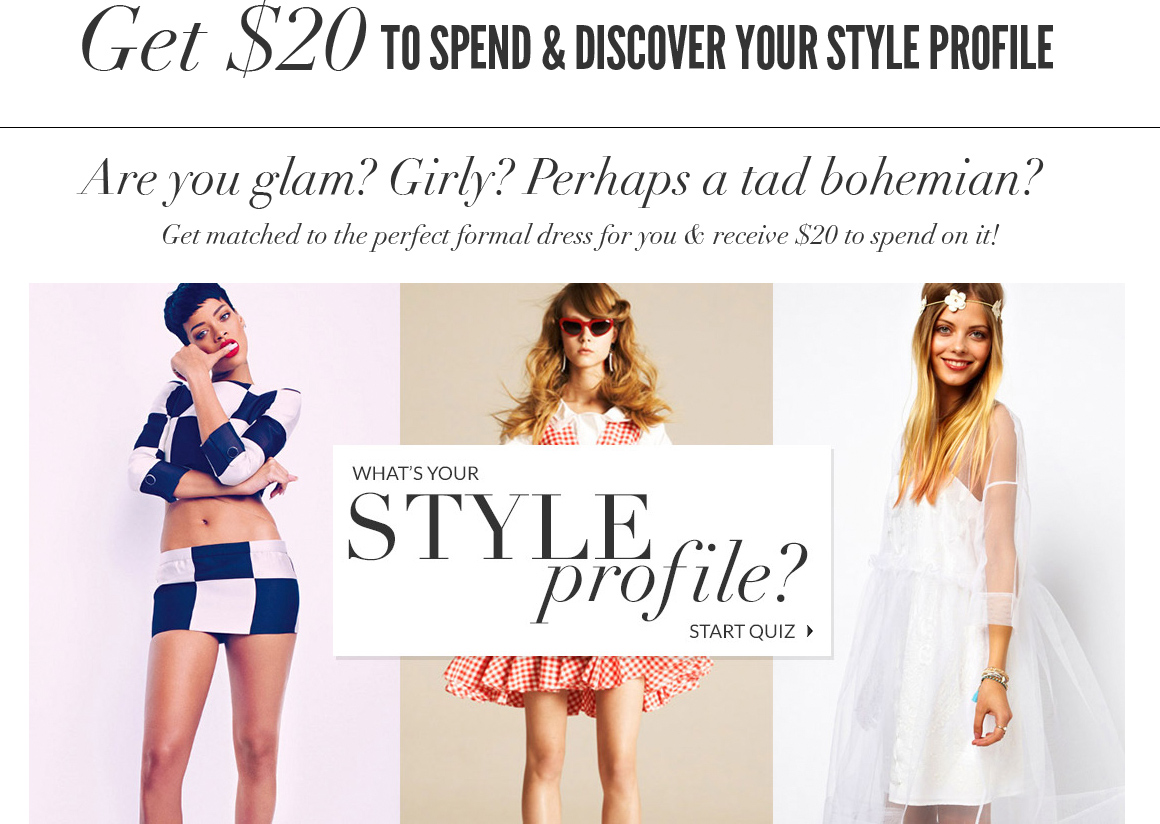 Get $20 TO SPEND & DISCOVER YOUR STYLE PROFILE
Are you glam? Girly? Perhaps a tad bohemian?
Get matched to the perfect formal dress for you & receive $20 to spend on it!
WHAT'S YOUR
STYLE
profile?
START QUIZ